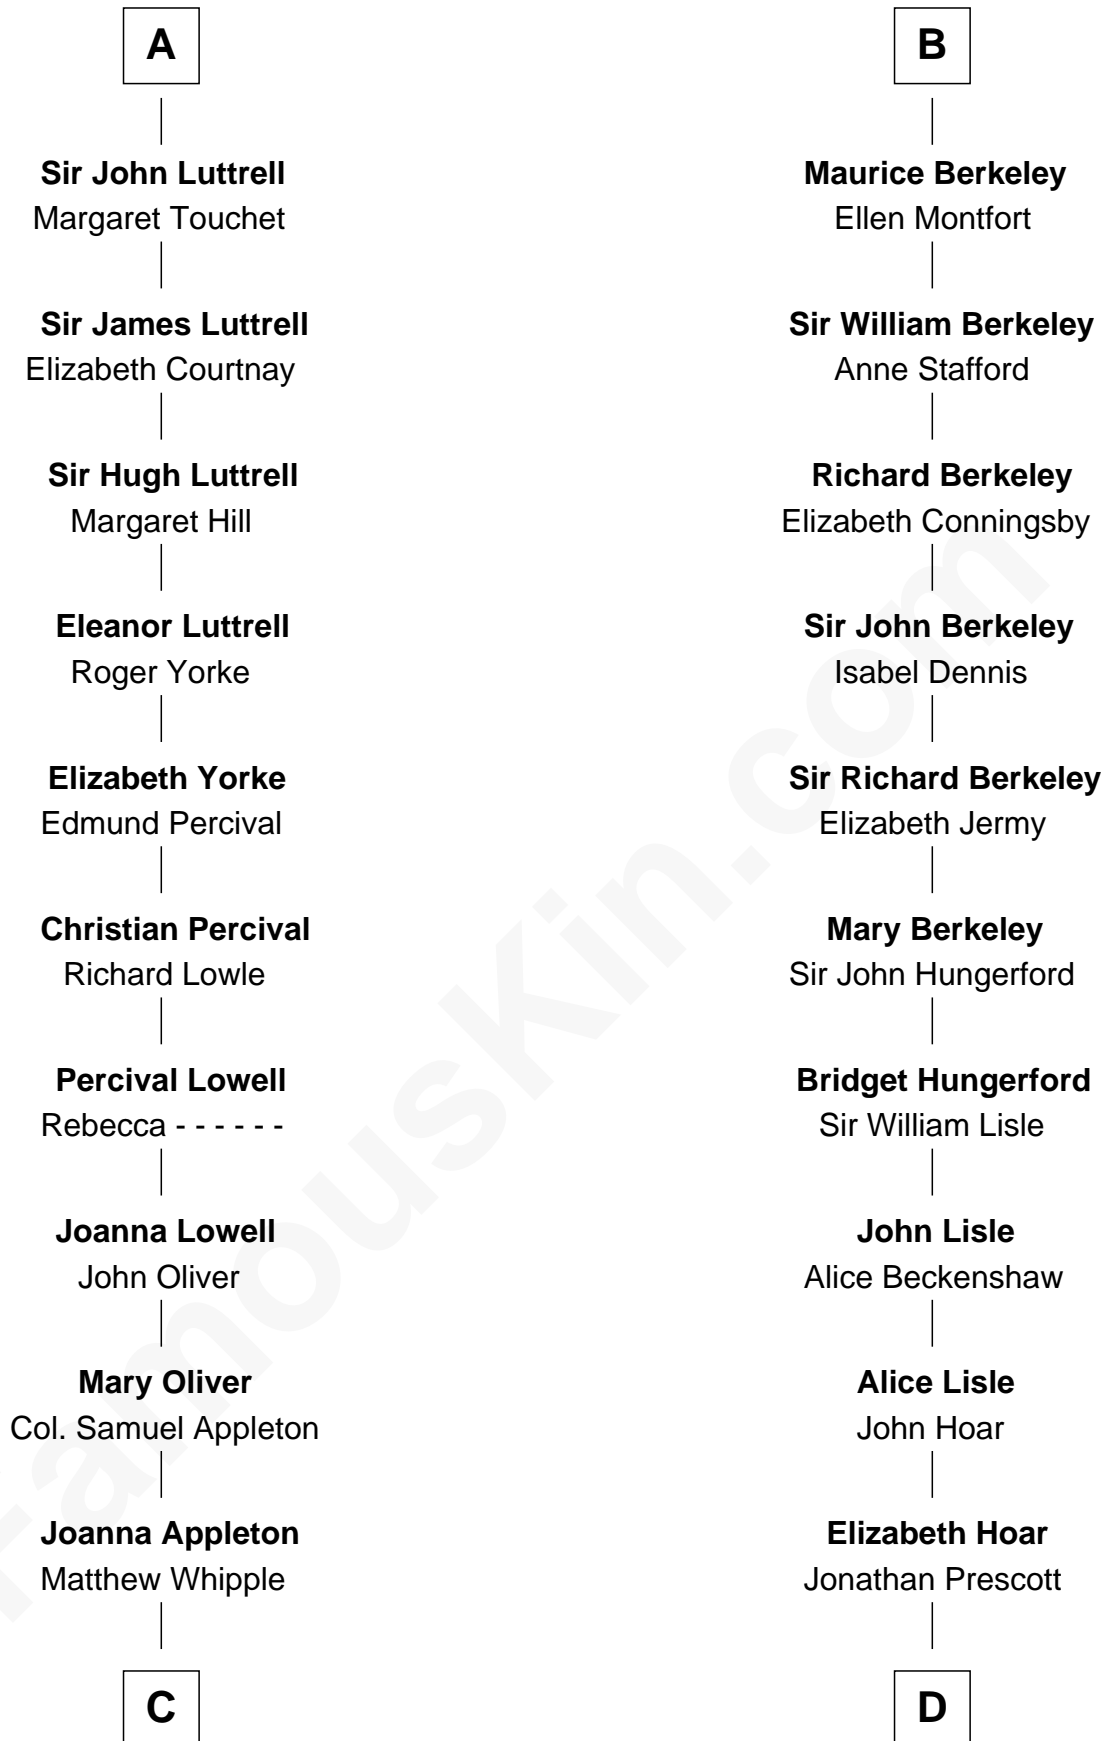 A
Sir John Luttrell
Margaret Touchet
Sir James Luttrell
Elizabeth Courtnay
Sir Hugh Luttrell
Margaret Hill
Eleanor Luttrell
Roger Yorke
Elizabeth Yorke
Edmund Percival
Christian Percival
Richard Lowle
Percival Lowell
Rebecca - - - - - -
Joanna Lowell
John Oliver
Mary Oliver
Col. Samuel Appleton
Joanna Appleton
Matthew Whipple
C
B
Maurice Berkeley
Ellen Montfort
Sir William Berkeley
Anne Stafford
Richard Berkeley
Elizabeth Conningsby
Sir John Berkeley
Isabel Dennis
Sir Richard Berkeley
Elizabeth Jermy
Mary Berkeley
Sir John Hungerford
Bridget Hungerford
Sir William Lisle
John Lisle
Alice Beckenshaw
Alice Lisle
John Hoar
Elizabeth Hoar
Jonathan Prescott
D
FamousKin.com